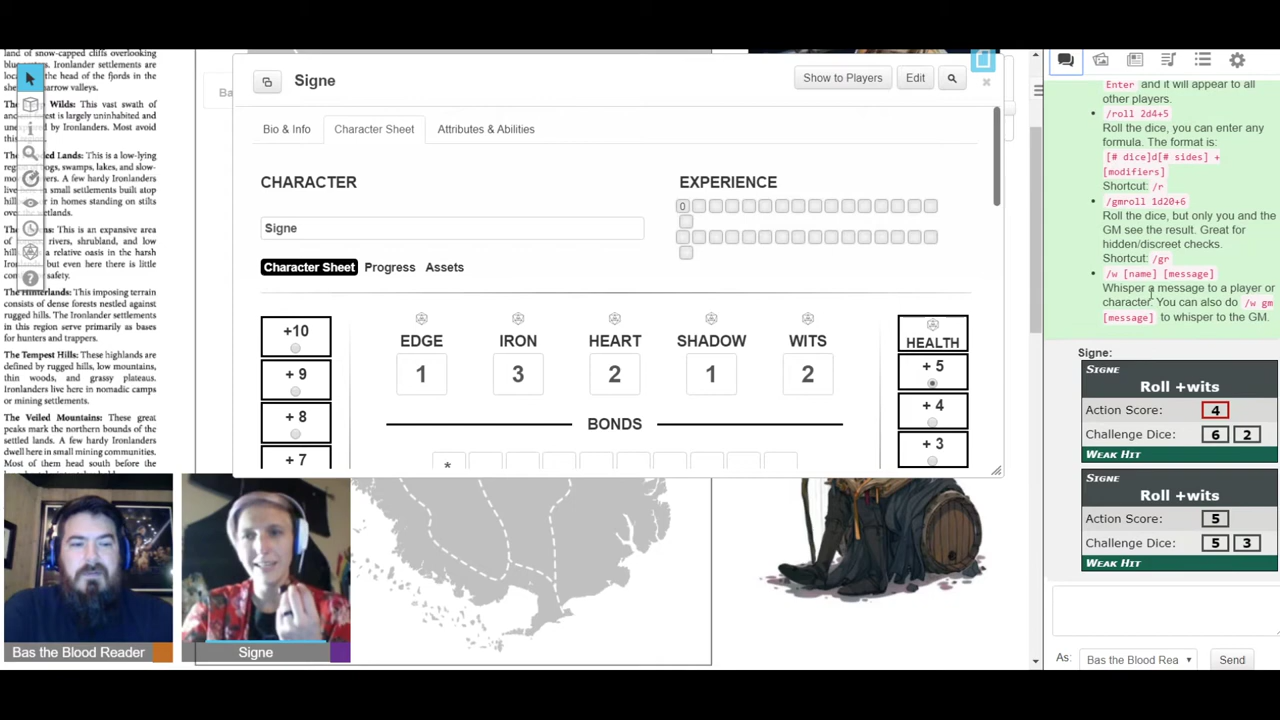 land of snow-capped cliffs overlooking
Ironlander settlements are
the head of the fjords in the
narrow valleys.
Wilds: This vast swath of
is largely uninhabited and
by Ironlanders. Most avoid
Lands: This is a low-lying
swamps, lakes, and slow-
A few hardy Ironlanders
small settlements built atop
in homes standing on stilts
wetlands.
This is an expansive area
rivers, shrubland, and low
a relative oasis in the harsh
but even here there is little
safety.
The Hinterlands: This imposing terrain
consists of dense forests nestled against
rugged hills. The Ironlander settlements
in this region serve primarily as bases
for hunters and trappers.
The Tempest Hills: These highlands are
defined by rugged hills, low mountains,
thin woods, and grassy plateaus.
Ironlanders live here in nomadic camps
or mining settlements.
The Veiled Mountains: These great
peaks mark the northern bounds of the
settled lands. A few hardy Ironlanders
dwell here in small mining communities.
Most of them head south before the
Ba
Signe
Show to Players
Edit
Bio & Info
Character Sheet
Attributes & Abilities
CHARACTER
EXPERIENCE
0
Signe
Character Sheet
Progress
Assets
+10
+ 9
+ 8
+ 7
EDGE
IRON
HEART
SHADOW
WITS
1
3
2
1
2
BONDS
*
HEALTH
+ 5
+ 4
+ 3
Enter and it will appear to all
other players.
/roll 2d4+5
Roll the dice, you can enter any
formula. The format is:
[# dice]d[# sides] +
[modifiers]
Shortcut: /r
/gmroll 1d20+6
Roll the dice, but only you and the
GM see the result. Great for
hidden/discreet checks.
Shortcut: /gr
/w [name] [message]
Whisper a message to a player or
character. You can also do /w gm
[message] to whisper to the GM.
Signe:
SIGNE
Roll +wits
Action Score: 4
Challenge Dice: 6 2
WEAK HIT
SIGNE
Roll +wits
Action Score: 5
Challenge Dice: 5 3
WEAK HIT
As: Bas the Blood Rea
Send
Bas the Blood Reader
Signe